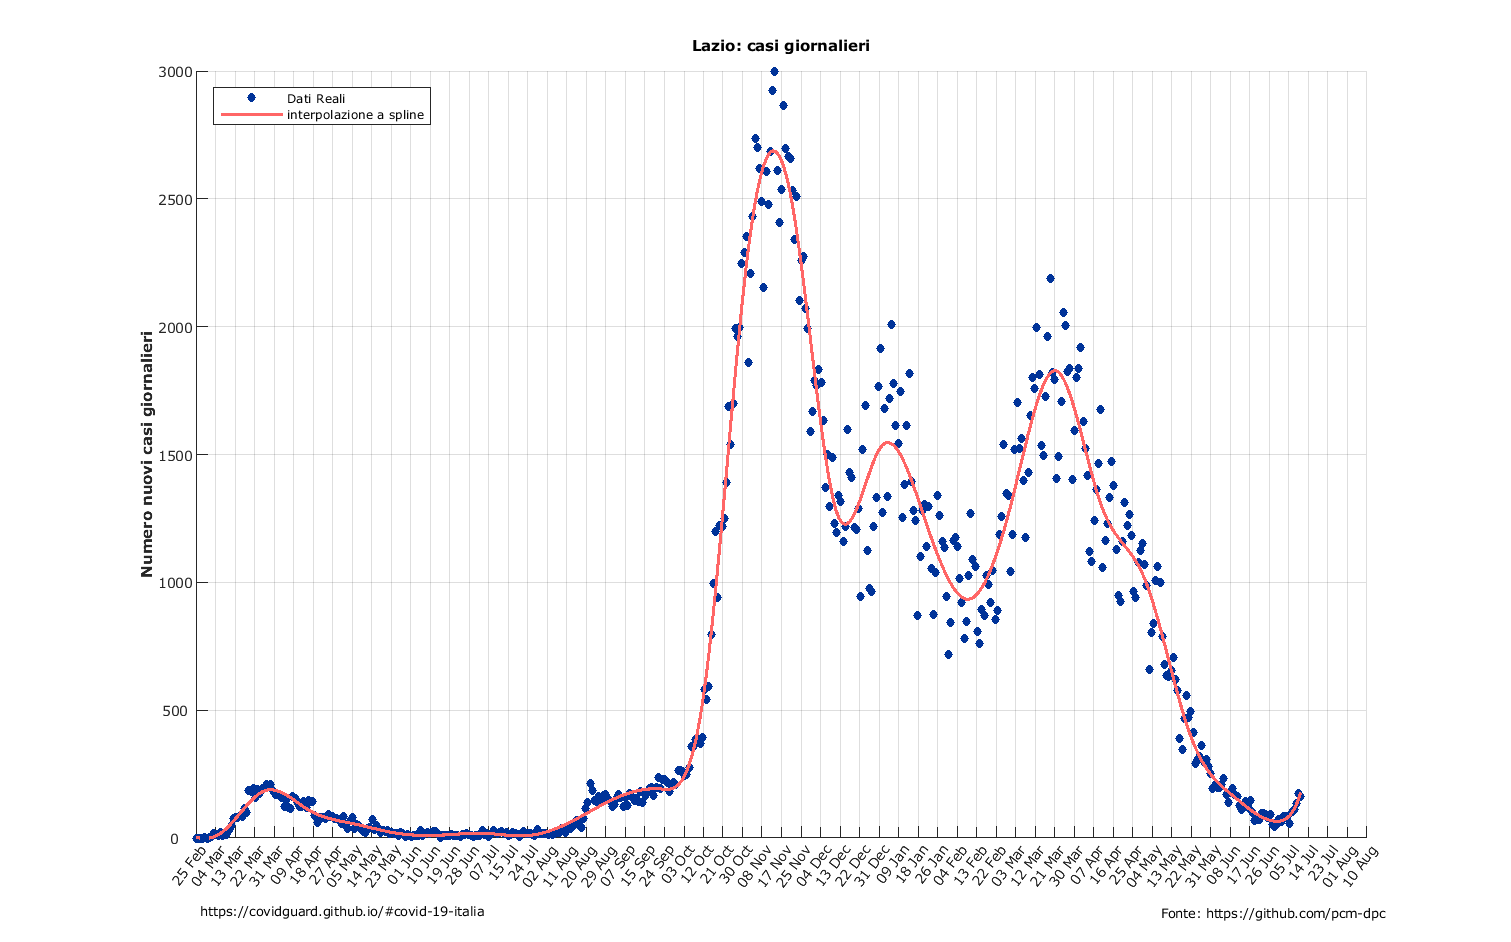 Lazio: casi giornalieri
Dati Reali
interpolazione a spline
Numero nuovi casi giornalieri
3000
2500
2000
1500
1000
500
0
25 Feb
04 Mar
13 Mar
22 Mar
31 Mar
09 Apr
18 Apr
27 Apr
05 May
14 May
23 May
01 Jun
10 Jun
19 Jun
28 Jun
07 Jul
15 Jul
24 Jul
02 Aug
11 Aug
20 Aug
29 Aug
07 Sep
15 Sep
24 Sep
03 Oct
12 Oct
21 Oct
30 Oct
08 Nov
17 Nov
25 Nov
04 Dec
13 Dec
22 Dec
31 Dec
09 Jan
18 Jan
26 Jan
04 Feb
13 Feb
22 Feb
03 Mar
12 Mar
21 Mar
30 Mar
07 Apr
16 Apr
25 Apr
04 May
13 May
22 May
31 May
08 Jun
17 Jun
26 Jun
05 Jul
14 Jul
23 Jul
01 Aug
10 Aug
https://covidguard.github.io/#covid-19-italia
Fonte: https://github.com/pcm-dpc